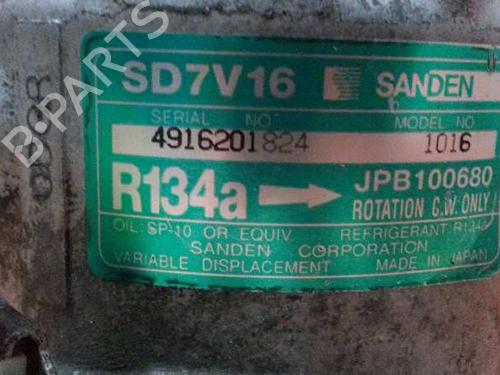 B-PARTS
SD7V16 SANDEN
SERIAL NO. MODEL NO.
4916201824 1016
R134a JPB100680
ROTATION C.W. ONLY
OIL: SP-10 OR EQUIV. REFRIGERANT R134a
SANDEN CORPORATION
VARIABLE DISPLACEMENT MADE IN JAPAN